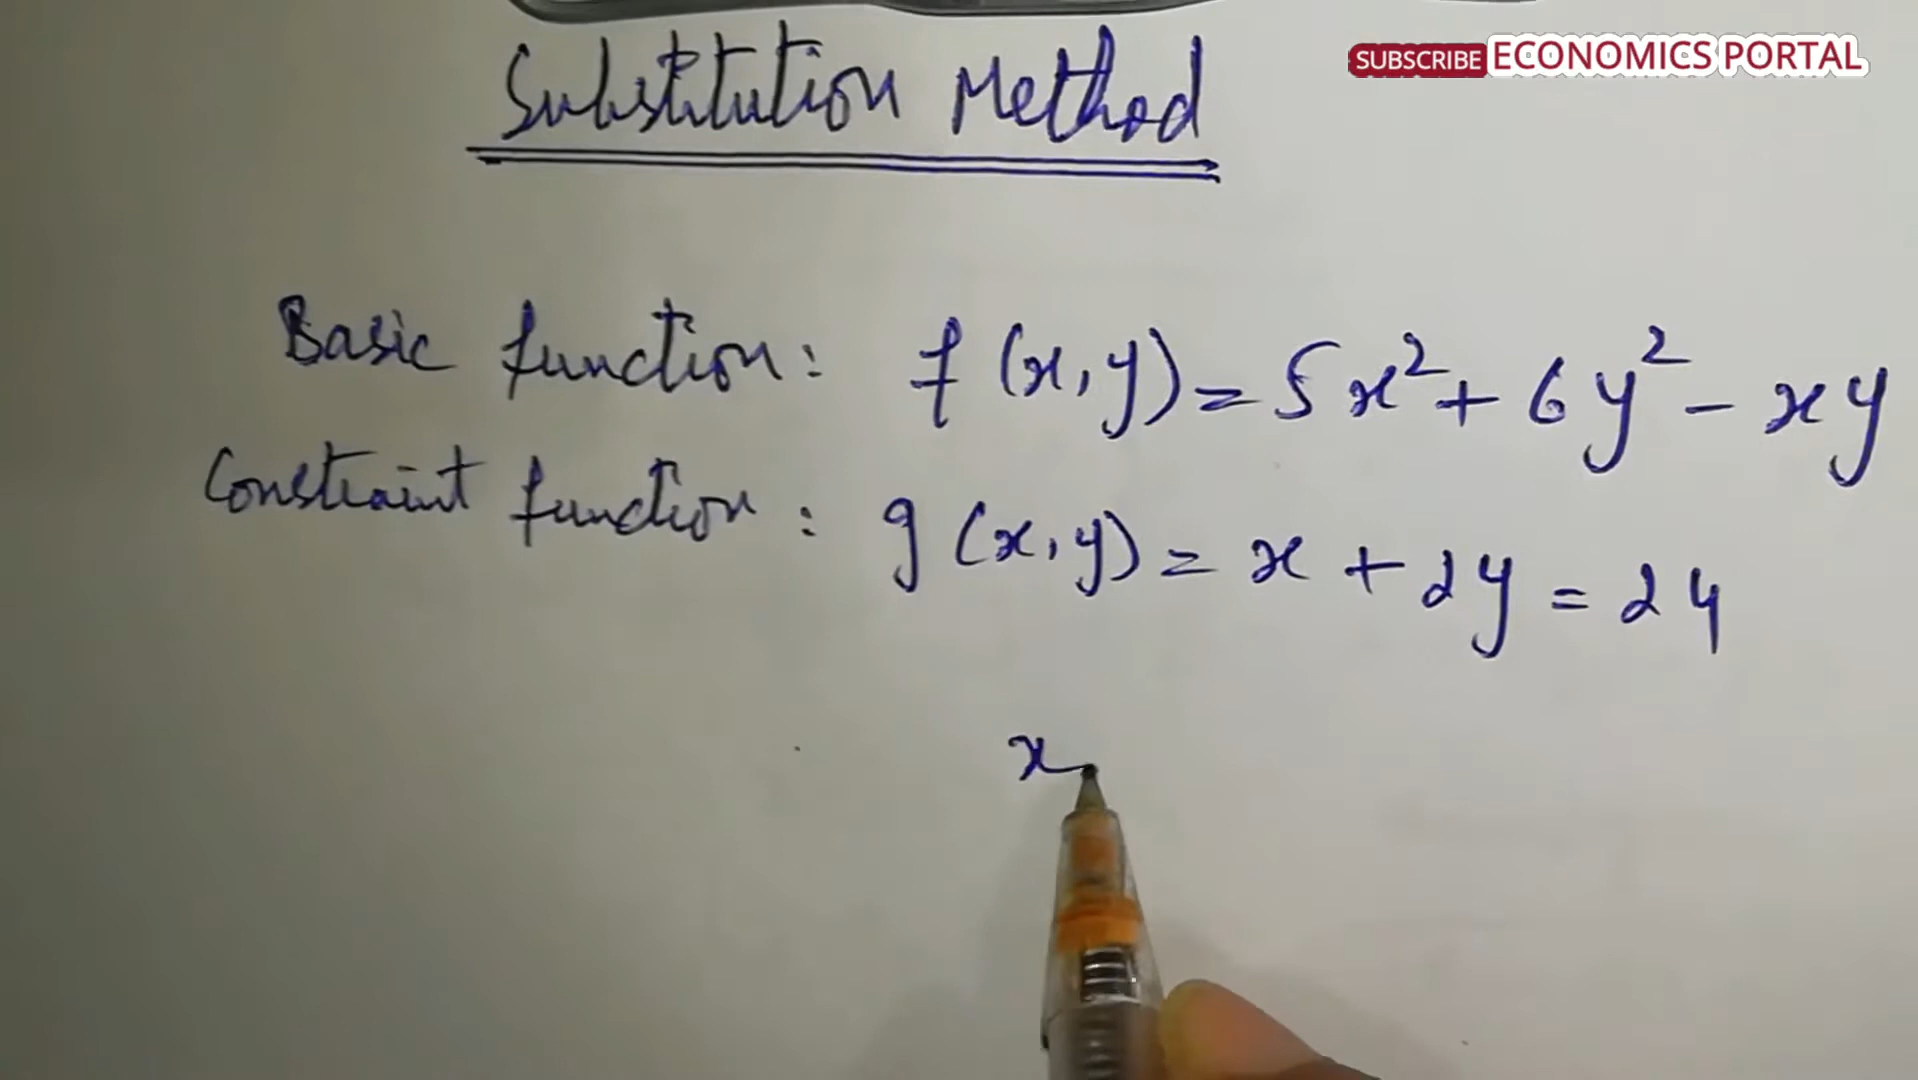 SUBSCRIBE ECONOMICS PORTAL
Substitution Method
Basic function: f (x, y) = 5x² + 6y² - xy
Constraint function: g (x, y) = x + 2y = 24
x